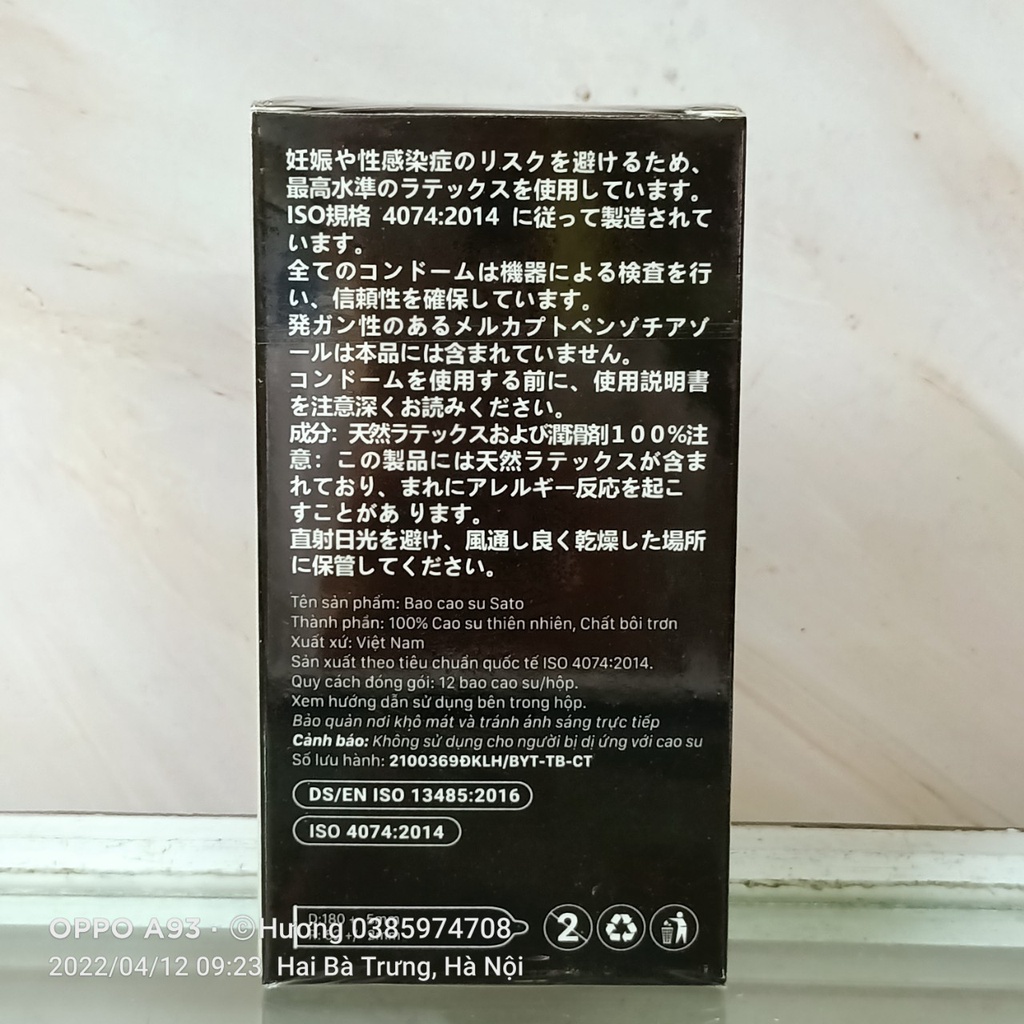 妊娠や性感染症のリスクを避けるため、
最高水準のラテックスを使用しています。
ISO規格 4074:2014 に従って製造されて
います。
全てのコンドームは機器による検査を行
い、信頼性を確保しています。
発ガン性のあるメルカプトベンゾチアゾ
ールは本品には含まれていません。
コンドームを使用する前に、使用説明書
を注意深くお読みください。
成分: 天然ラテックスおよび潤骨剤100%注
意: この製品には天然ラテックスが含ま
れており、まれにアレルギー反応を起こ
すことがあ ります。
直射日光を避け、風通し良く乾燥した場所
に保管してください。
Tên sản phẩm: Bao cao su Sato
Thành phần: 100% Cao su thiên nhiên, Chất bôi trơn
Xuất xứ: Việt Nam
Sản xuất theo tiêu chuẩn quốc tế ISO 4074:2014.
Quy cách đóng gói: 12 bao cao su/hộp.
Xem hướng dẫn sử dụng bên trong hộp.
Bảo quản nơi khô mát và tránh ánh sáng trực tiếp
Cảnh báo: Không sử dụng cho người bị dị ứng với cao su
Số lưu hành: 2100369ĐKLH/BYT-TB-CT
DS/EN ISO 13485:2016
ISO 4074:2014
D:180 + 5mm
2
OPPO A93 · ©Hương 0385974708
2022/04/12 09:23 Hai Bà Trưng, Hà Nội